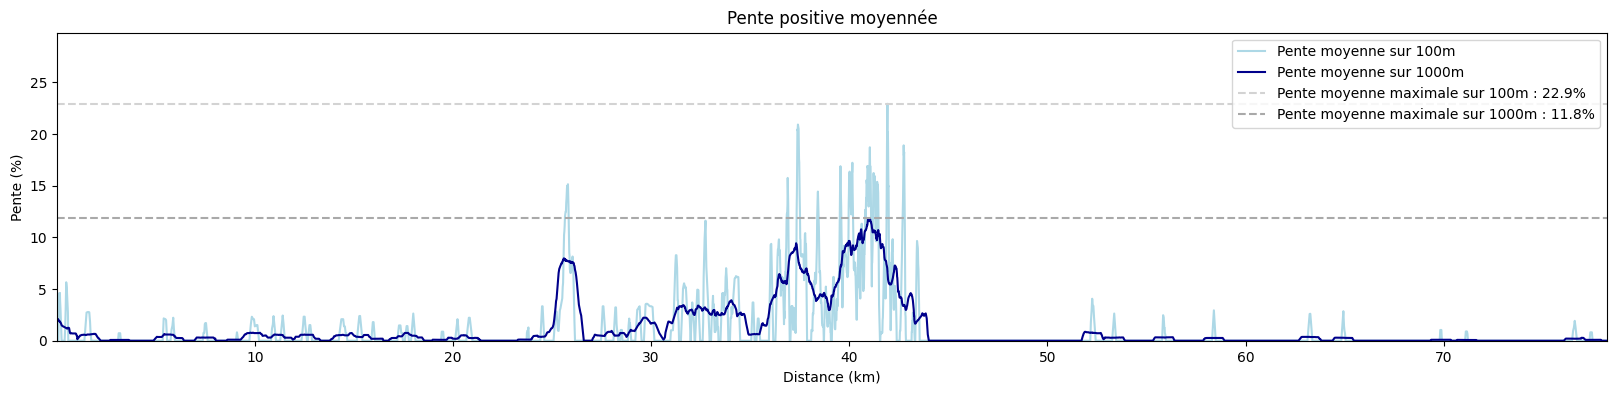 Pente positive moyennée
Pente moyenne sur 100m
Pente moyenne sur 1000m
Pente moyenne maximale sur 100m : 22.9%
Pente moyenne maximale sur 1000m : 11.8%
Pente (%)
25
20
15
10
5
0
10 20 30 40 50 60 70
Distance (km)